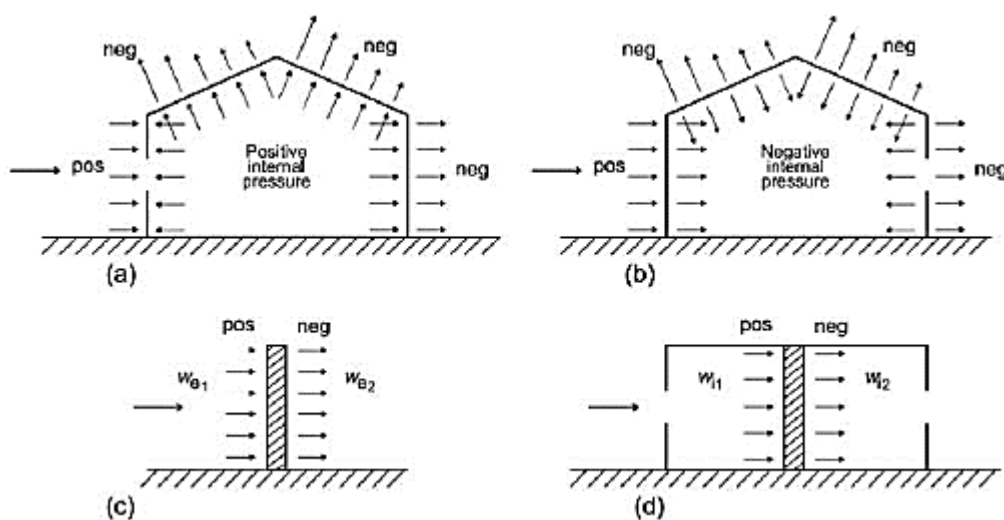 neg
neg
pos
Positive
internal
pressure
neg
(a)
neg
neg
pos
Negative
internal
pressure
neg
(b)
pos neg
we1
we2
(c)
pos neg
wi1
wi2
(d)